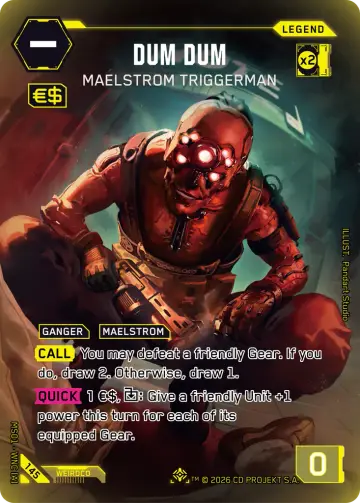 LEGEND
DUM DUM
MAELSTROM TRIGGERMAN
x2
€$
ILLUST. Pandart Studio
GANGER MAELSTROM
CALL You may defeat a friendly Gear. If you
do, draw 2. Otherwise, draw 1.
QUICK 1 €$, : Give a friendly Unit +1
power this turn for each of its
equipped Gear.
145
WEIRDCO
™ © 2026 CD PROJEKT S.A.
0